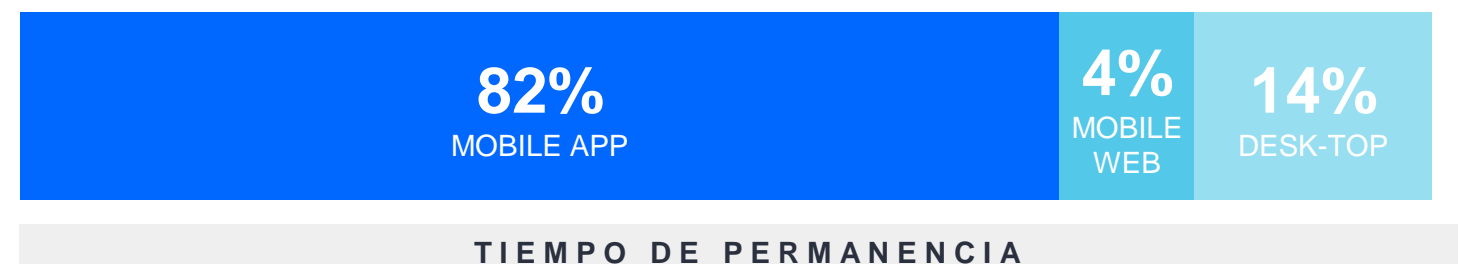 82%
MOBILE APP
4%
MOBILE
WEB
14%
DESK-TOP
TIEMPO DE PERMANENCIA